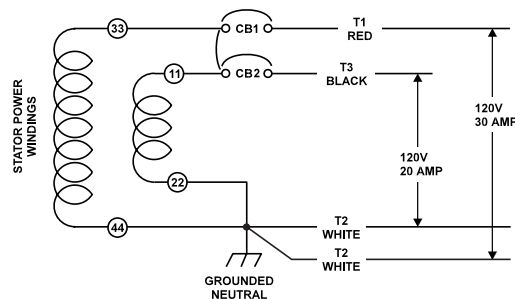 33
CB1
T1
RED
11
CB2
T3
BLACK
STATOR POWER
WINDINGS
120V
30 AMP
120V
20 AMP
22
44
T2
WHITE
T2
WHITE
GROUNDED
NEUTRAL